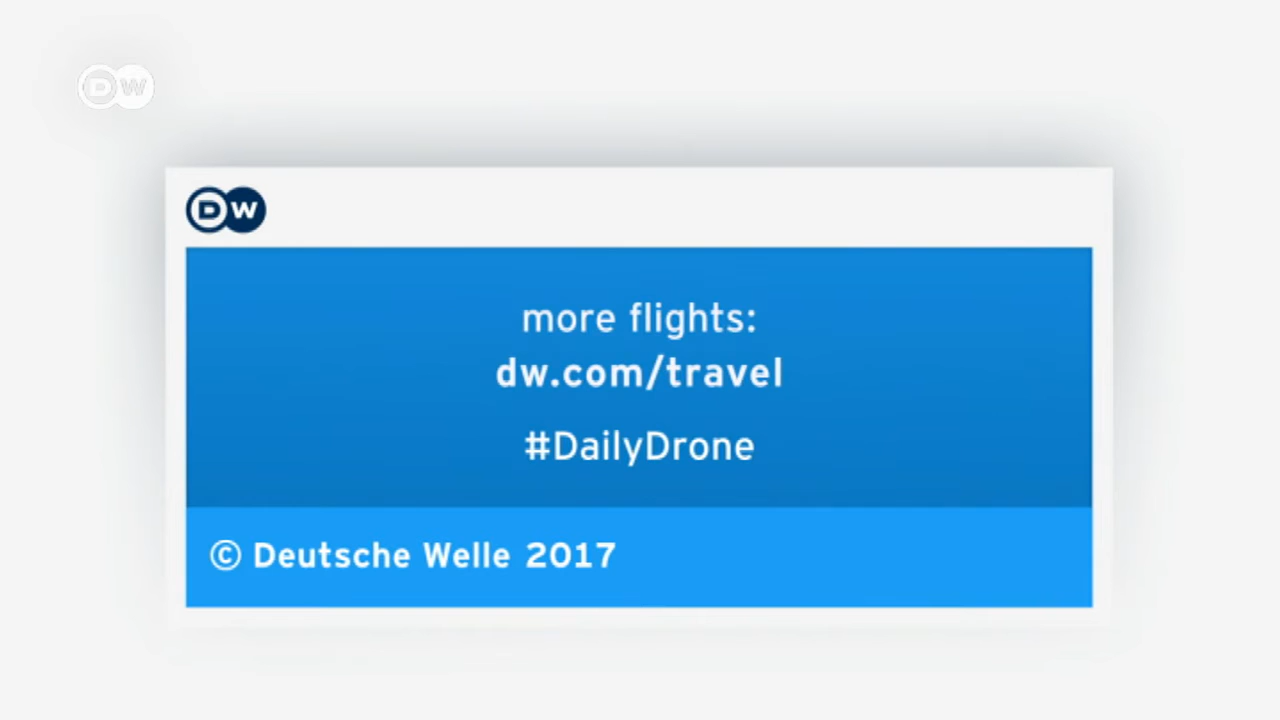 DW
DW
more flights:
dw.com/travel
#DailyDrone
© Deutsche Welle 2017